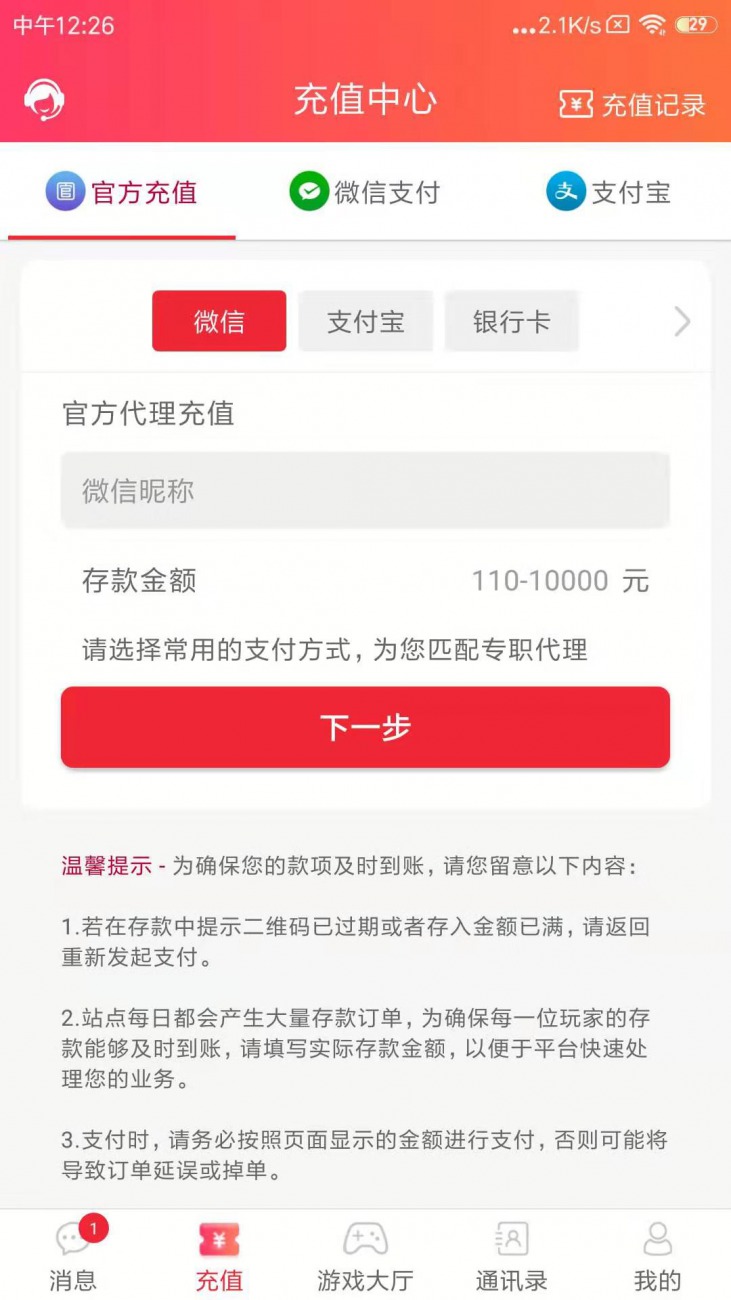 中午12:26
...2.1K/s
29
充值中心
充值记录
官方充值
微信支付
支
支付宝
微信
支付宝
银行卡
官方代理充值
微信昵称
存款金额
110-10000 元
请选择常用的支付方式，为您匹配专职代理
下一步
温馨提示 - 为确保您的款项及时到账，请您留意以下内容：
1.若在存款中提示二维码已过期或者存入金额已满，请返回
重新发起支付。
2.站点每日都会产生大量存款订单，为确保每一位玩家的存
款能够及时到账，请填写实际存款金额，以便于平台快速处
理您的业务。
3.支付时，请务必按照页面显示的金额进行支付，否则可能将
导致订单延误或掉单。
1
消息
充值
游戏大厅
通讯录
我的